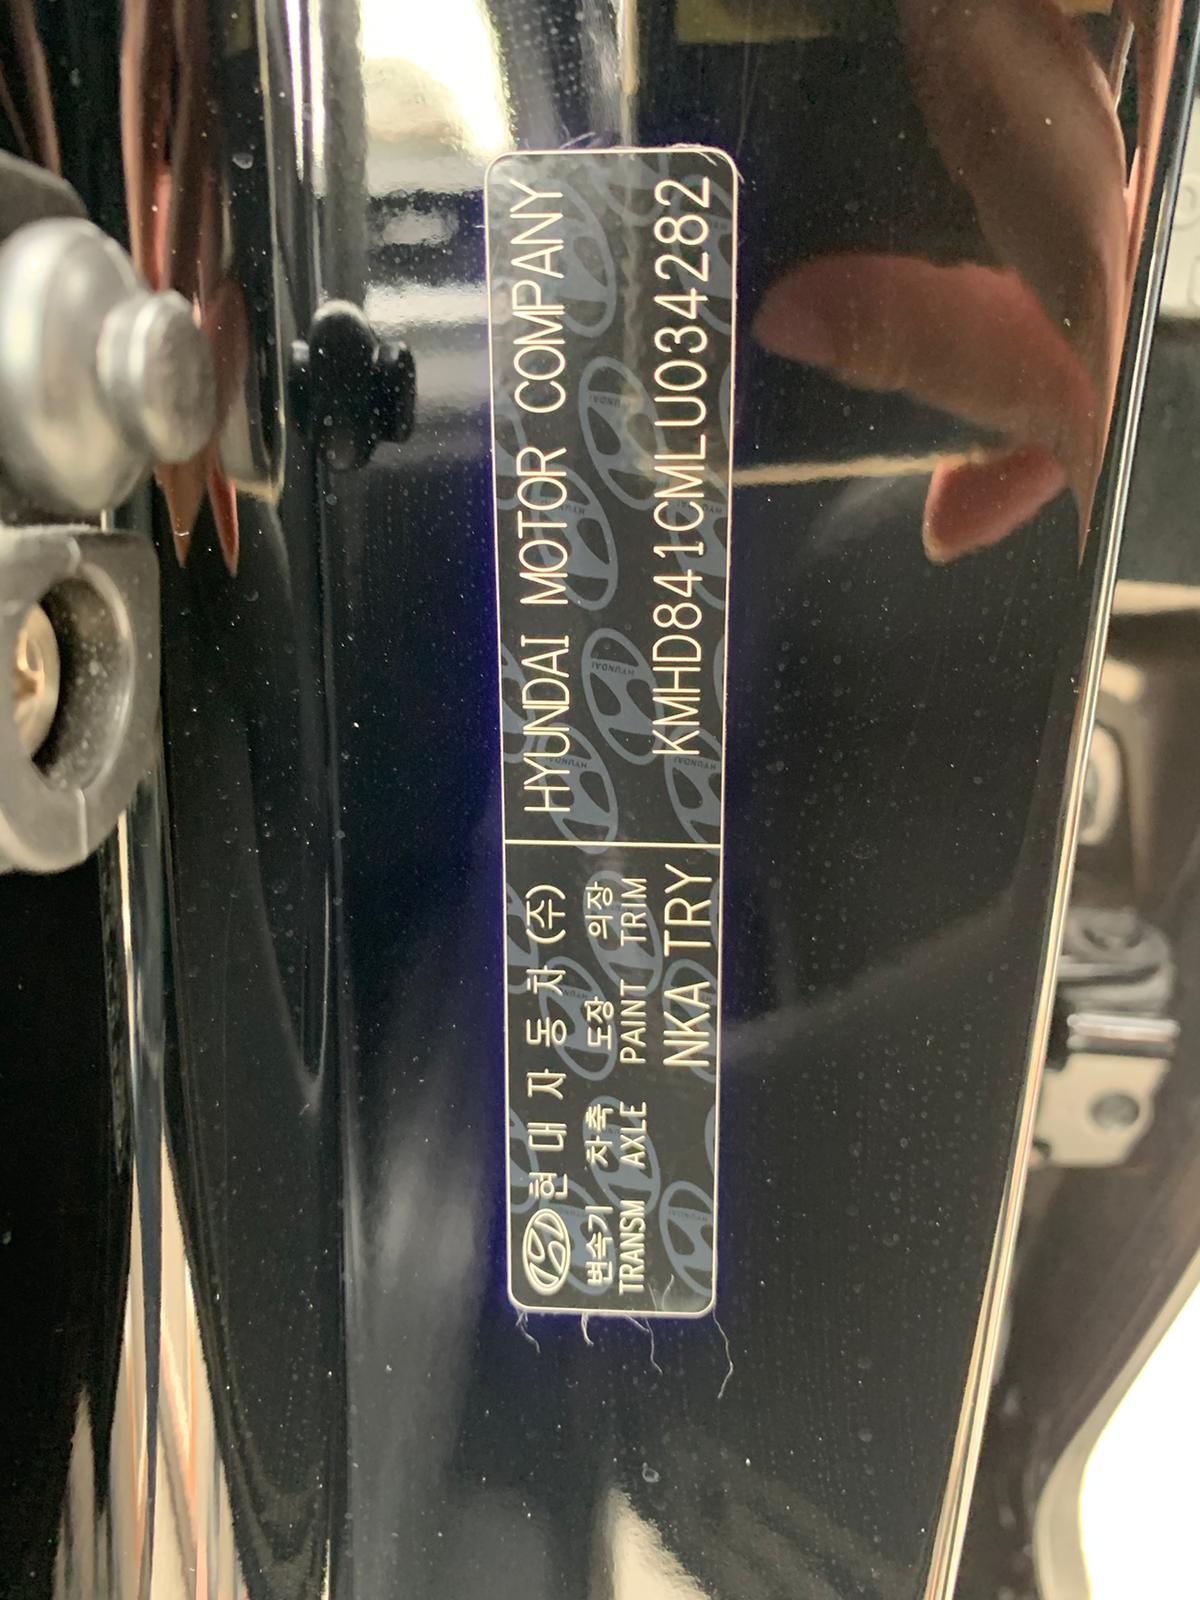 현대자동차(주)
변속기 차축 도장 의장
TRANSM AXLE PAINT TRIM
NKA TRY
HYUNDAI MOTOR COMPANY
KMHD841CMLU034282